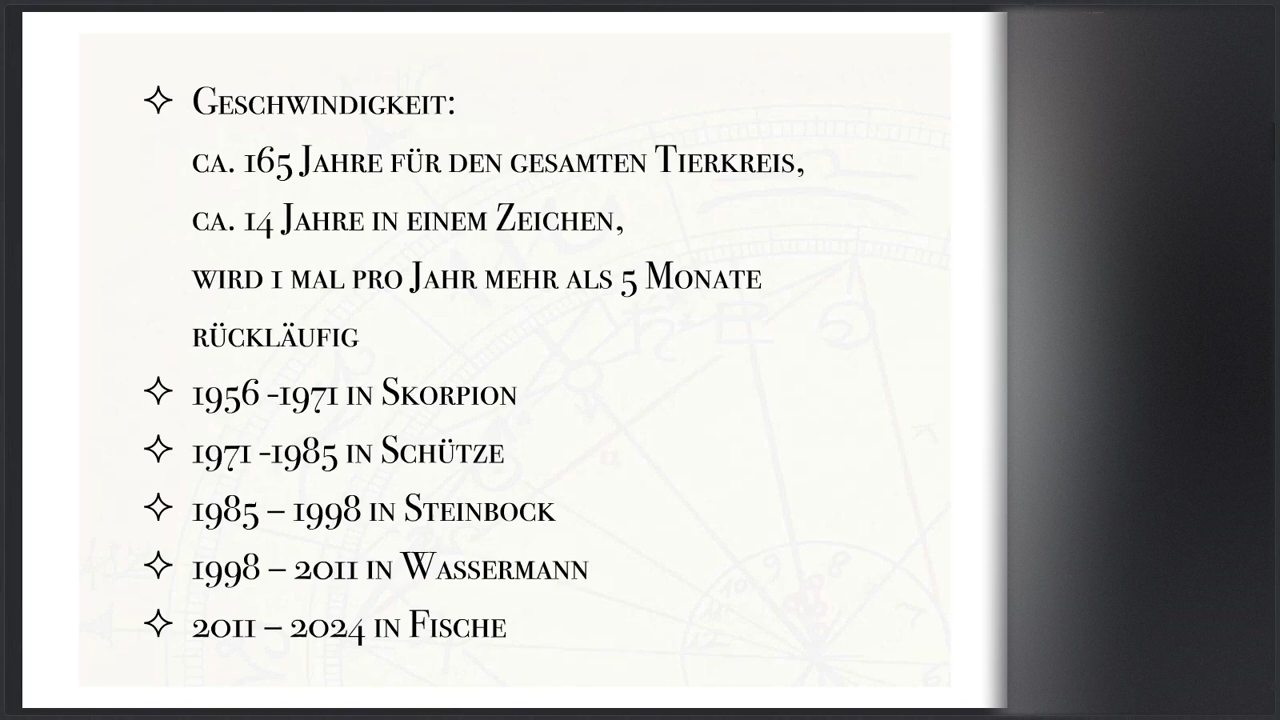 Geschwindigkeit:
ca. 165 Jahre für den gesamten Tierkreis,
ca. 14 Jahre in einem Zeichen,
wird 1 mal pro Jahr mehr als 5 Monate
rückläufig
1956 -1971 in Skorpion
1971 -1985 in Schütze
1985 – 1998 in Steinbock
1998 – 2011 in Wassermann
2011 – 2024 in Fische